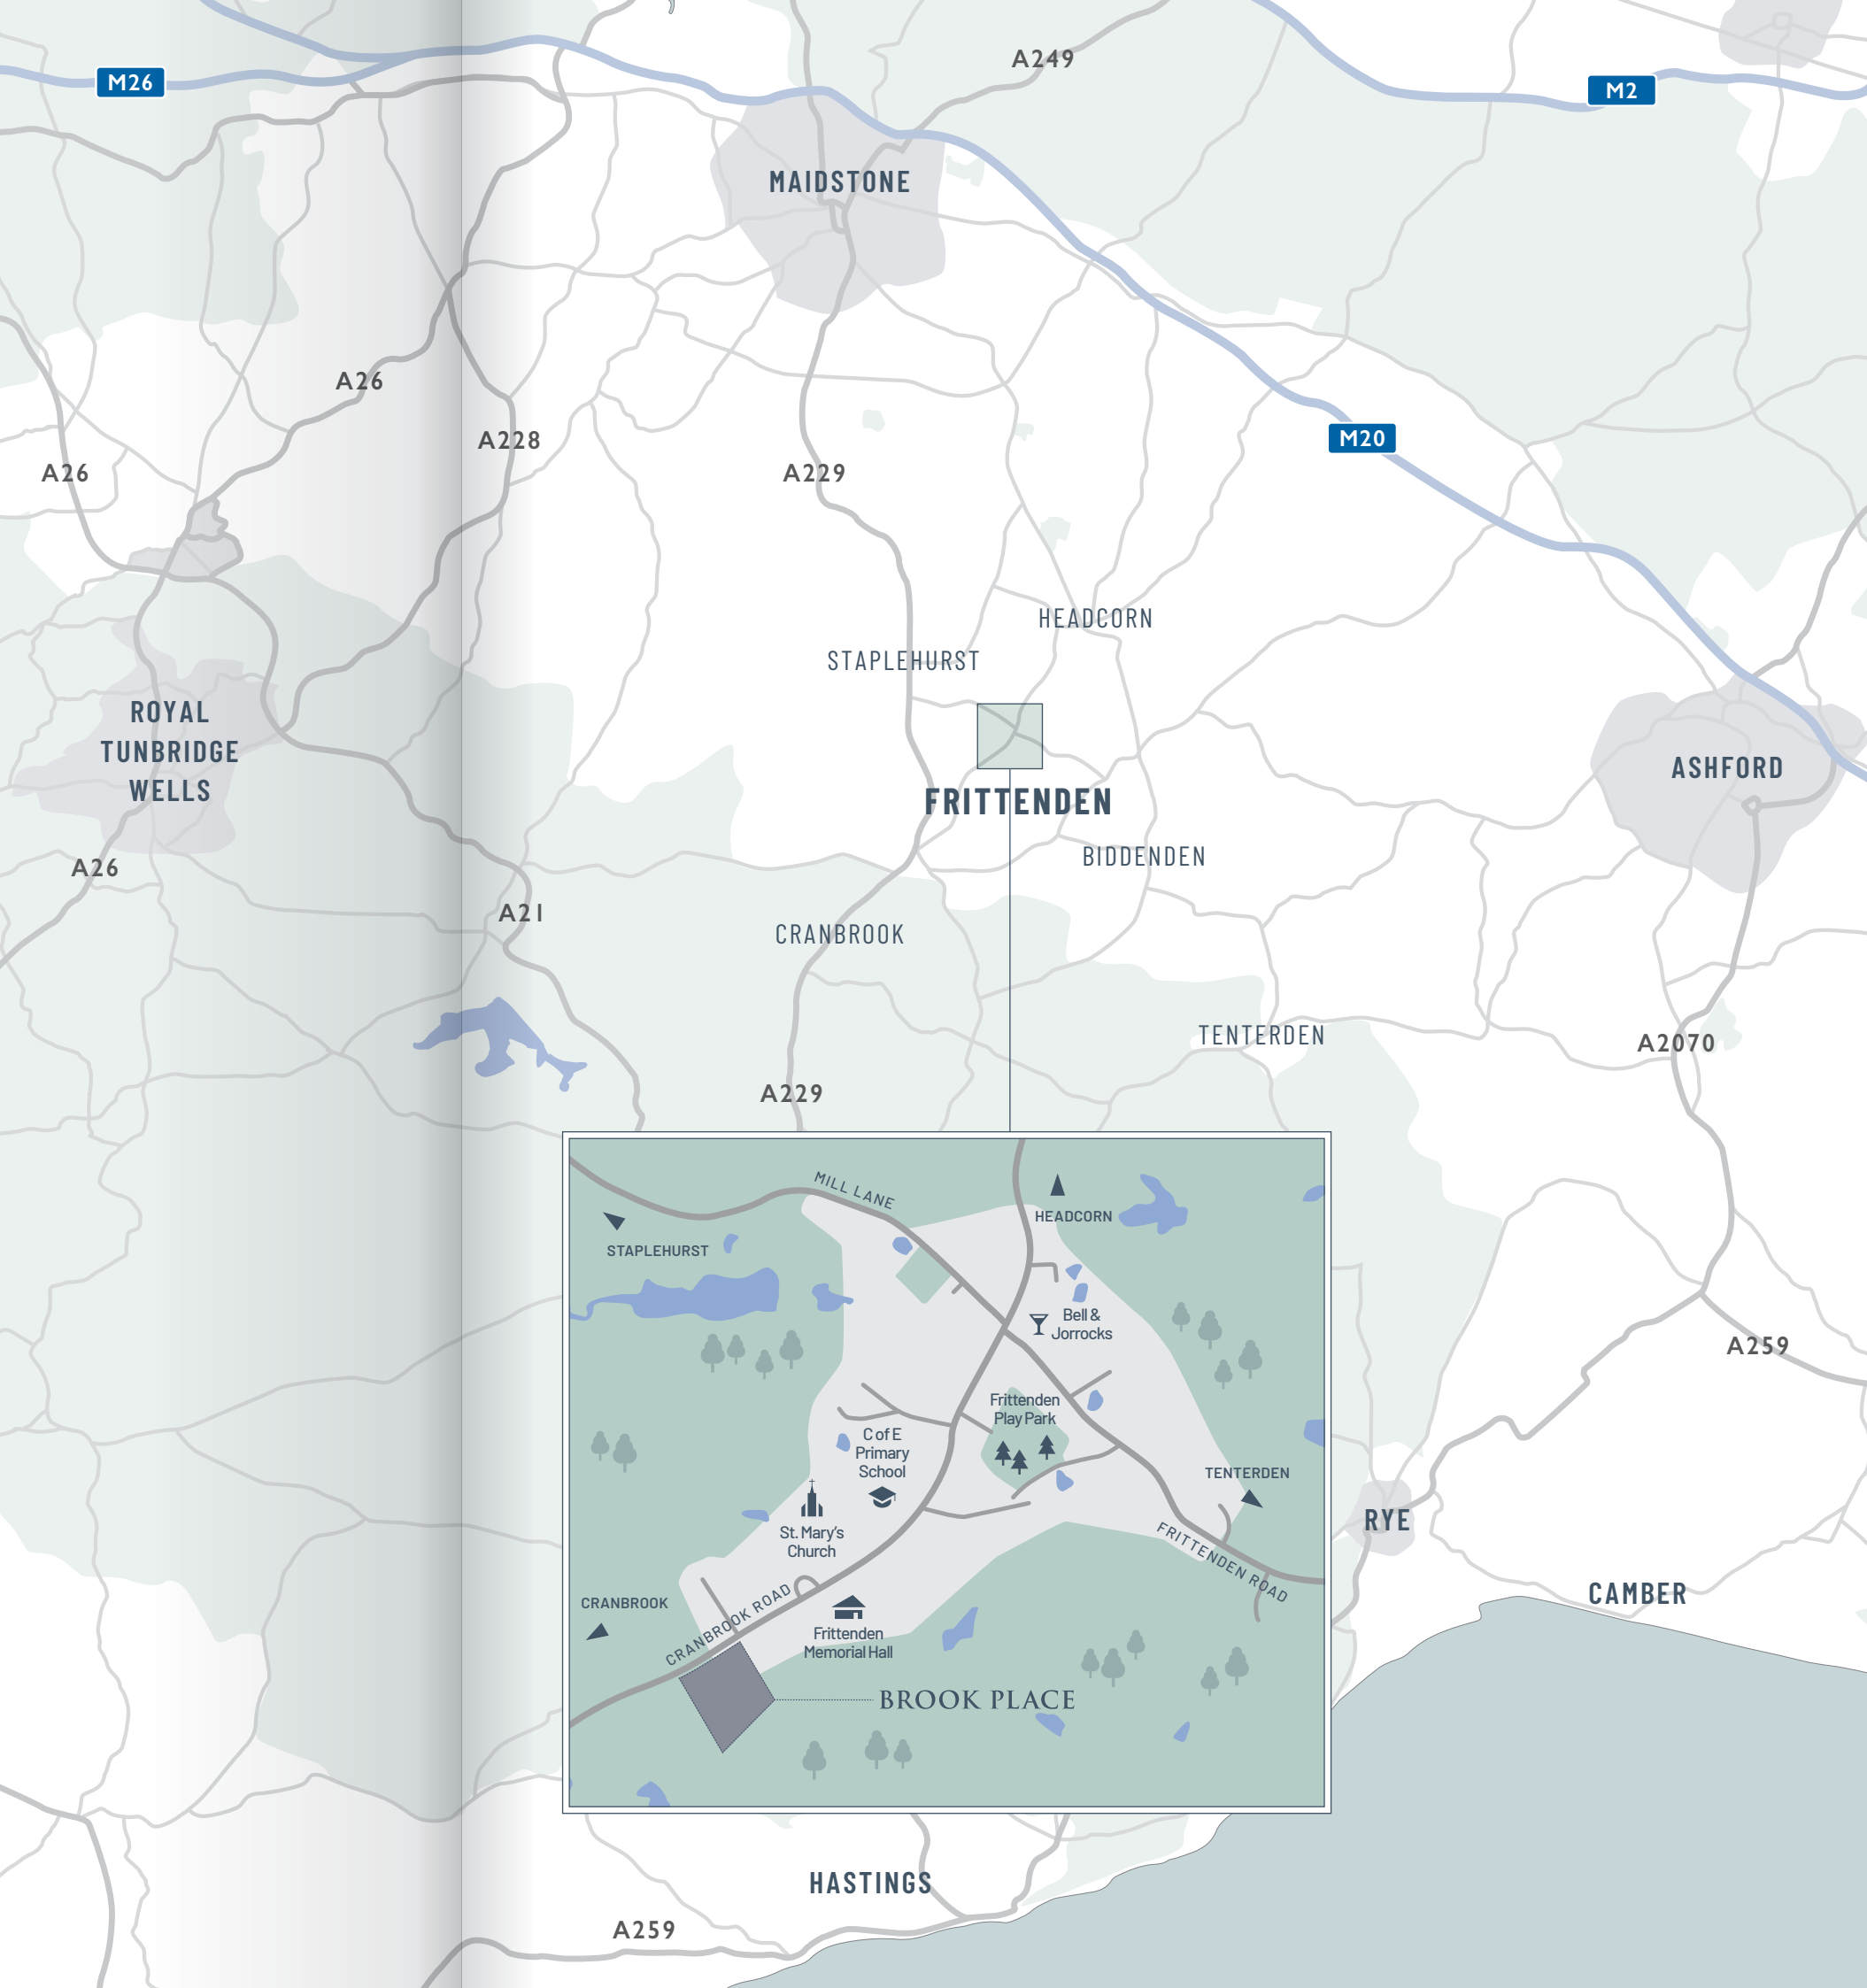 A249
M26
M2
MAIDSTONE
A26
A228
M20
A26
A229
HEADCORN
STAPLEHURST
ROYAL
TUNBRIDGE
WELLS
ASHFORD
FRITTENDEN
BIDDENDEN
A26
A21
CRANBROOK
TENTERDEN
A2070
A229
MILL LANE
HEADCORN
STAPLEHURST
Bell &
Jorrocks
A259
Frittenden
Play Park
C of E
Primary
School
TENTERDEN
St. Mary's
Church
RYE
FRITTENDEN ROAD
CRANBROOK
CRANBROOK ROAD
CAMBER
Frittenden
Memorial Hall
BROOK PLACE
HASTINGS
A259